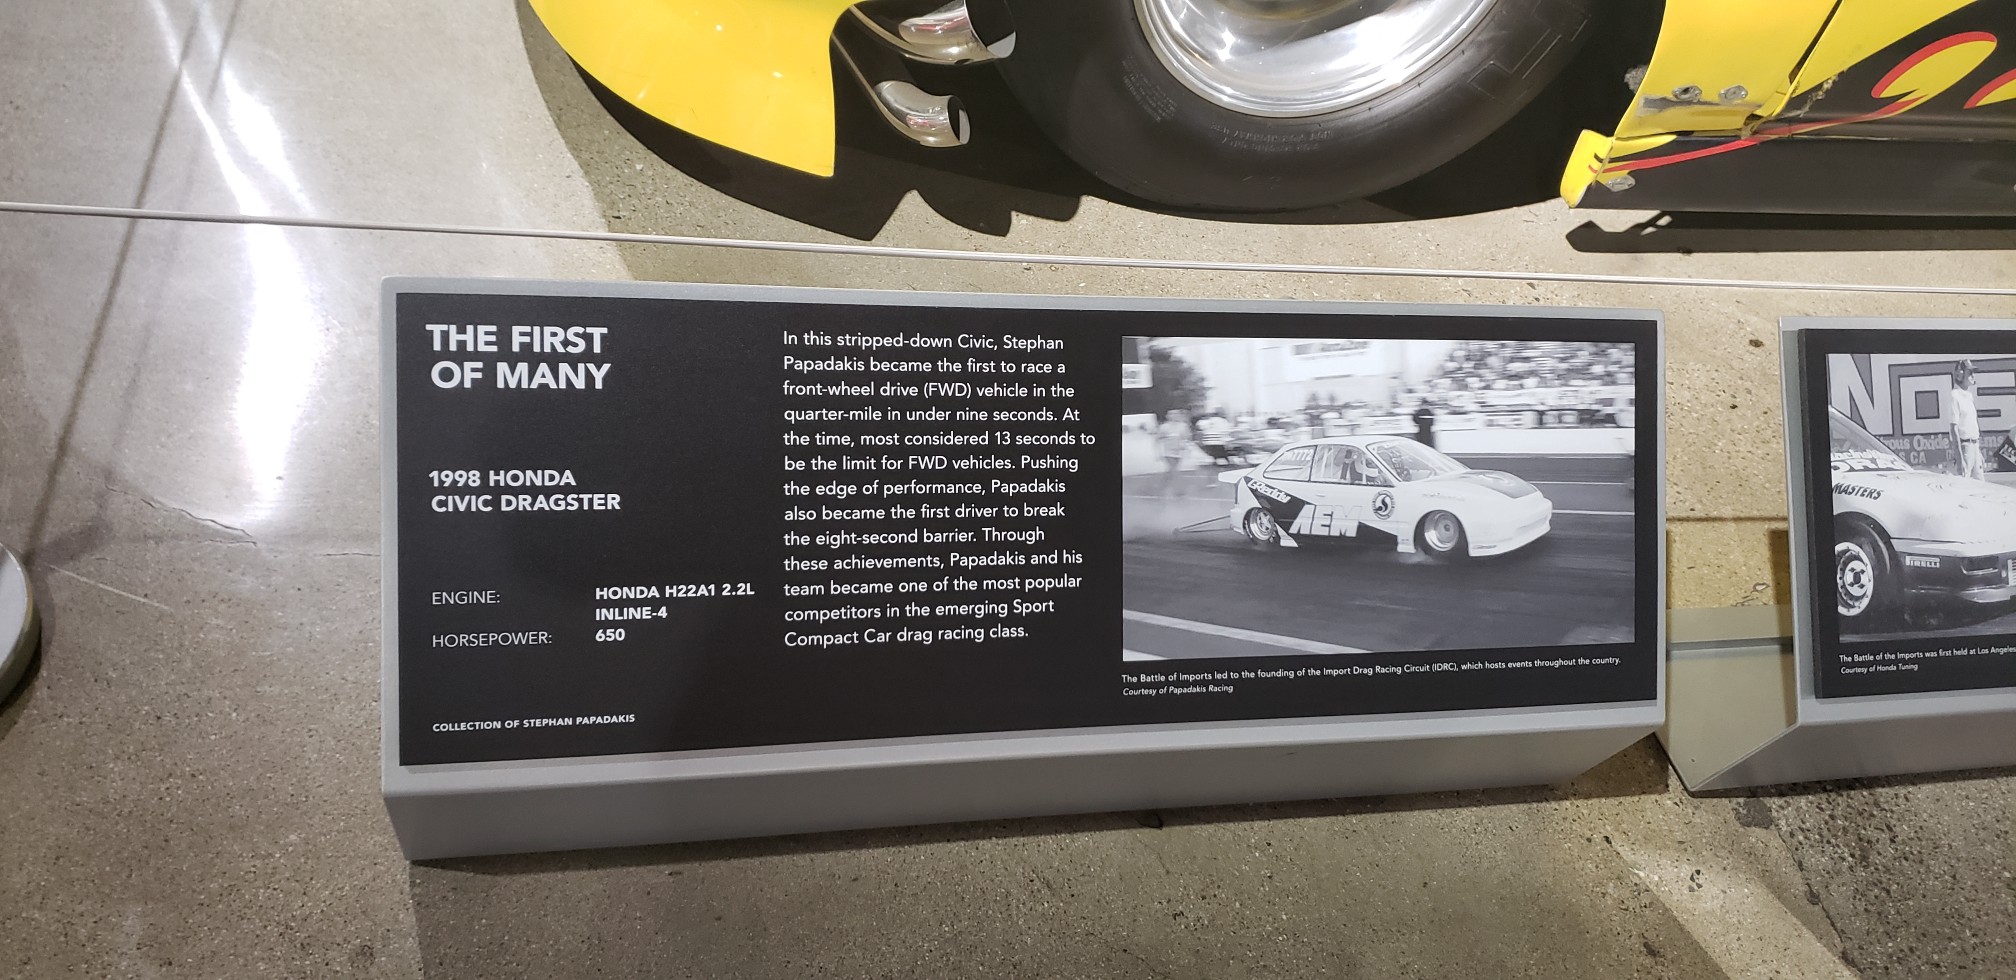 THE FIRST
OF MANY
1998 HONDA
CIVIC DRAGSTER
ENGINE: HONDA H22A1 2.2L
INLINE-4
HORSEPOWER: 650
COLLECTION OF STEPHAN PAPADAKIS
In this stripped-down Civic, Stephan
Papadakis became the first to race a
front-wheel drive (FWD) vehicle in the
quarter-mile in under nine seconds. At
the time, most considered 13 seconds to
be the limit for FWD vehicles. Pushing
the edge of performance, Papadakis
also became the first driver to break
the eight-second barrier. Through
these achievements, Papadakis and his
team became one of the most popular
competitors in the emerging Sport
Compact Car drag racing class.
AEM
The Battle of Imports led to the founding of the Import Drag Racing Circuit (IDRC), which hosts events throughout the country.
Courtesy of Papadakis Racing
NOS
CA
MASTERS
PIRELLI
The Battle of the Imports was first held at Los Angeles
Courtesy of Honda Tuning